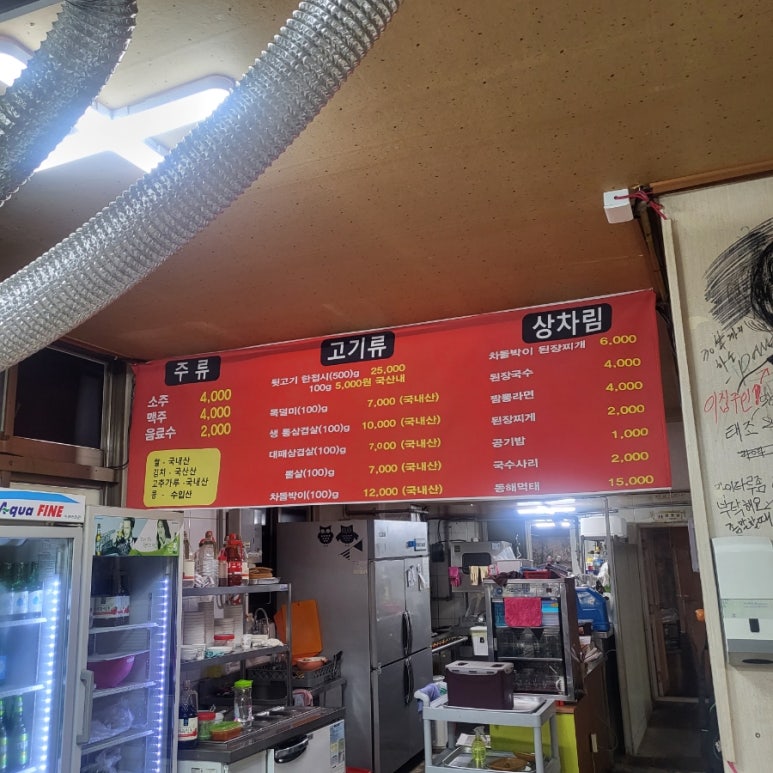 주류
소주 4,000
맥주 4,000
음료수 2,000
쌀 - 국내산
김치 - 국산산
고추가루 - 국내산
콩 - 수입산
고기류
뒷고기 한접시(500)g 25,000
100g 5,000원 국산내
목덜미(100)g 7,000 (국내산)
생 통삼겹살(100)g 10,000 (국내산)
대패삼겹살(100)g 7,000 (국내산)
뽈살(100)g 7,000 (국내산)
차돌박이(100)g 12,000 (국내산)
상차림
차돌박이 된장찌개 6,000
된장국수 4,000
짬뽕라면 4,000
된장찌게 2,000
공기밥 1,000
국수사리 2,000
동해먹태 15,000
Aqua FINE
이집주인
태조